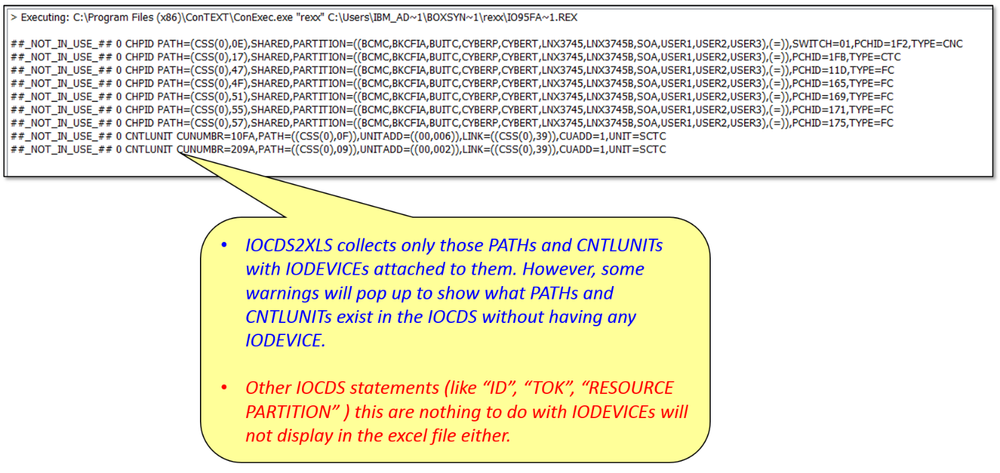 > Executing: C:\Program Files (x86)\ConTEXT\ConExec.exe "rexx" C:\Users\IBM_AD~1\BOXSYN~1\rexx\IO95FA~1.REX
##_NOT_IN_USE_## 0 CHPID PATH=(CSS(0),0E),SHARED,PARTITION=((BCMC,BKCFIA,BUITC,CYBERP,CYBERT,LNX3745,LNX3745B,SOA,USER1,USER2,USER3),(=)),SWITCH=01,PCHID=1F2,TYPE=CNC
##_NOT_IN_USE_## 0 CHPID PATH=(CSS(0),17),SHARED,PARTITION=((BCMC,BKCFIA,BUITC,CYBERP,CYBERT,LNX3745,LNX3745B,SOA,USER1,USER2,USER3),(=)),PCHID=1FB,TYPE=CTC
##_NOT_IN_USE_## 0 CHPID PATH=(CSS(0),47),SHARED,PARTITION=((BCMC,BKCFIA,BUITC,CYBERP,CYBERT,LNX3745,LNX3745B,SOA,USER1,USER2,USER3),(=)),PCHID=11D,TYPE=FC
##_NOT_IN_USE_## 0 CHPID PATH=(CSS(0),4F),SHARED,PARTITION=((BCMC,BKCFIA,BUITC,CYBERP,CYBERT,LNX3745,LNX3745B,SOA,USER1,USER2,USER3),(=)),PCHID=165,TYPE=FC
##_NOT_IN_USE_## 0 CHPID PATH=(CSS(0),51),SHARED,PARTITION=((BCMC,BKCFIA,BUITC,CYBERP,CYBERT,LNX3745,LNX3745B,SOA,USER1,USER2,USER3),(=)),PCHID=169,TYPE=FC
##_NOT_IN_USE_## 0 CHPID PATH=(CSS(0),55),SHARED,PARTITION=((BCMC,BKCFIA,BUITC,CYBERP,CYBERT,LNX3745,LNX3745B,SOA,USER1,USER2,USER3),(=)),PCHID=171,TYPE=FC
##_NOT_IN_USE_## 0 CHPID PATH=(CSS(0),57),SHARED,PARTITION=((BCMC,BKCFIA,BUITC,CYBERP,CYBERT,LNX3745,LNX3745B,SOA,USER1,USER2,USER3),(=)),PCHID=175,TYPE=FC
##_NOT_IN_USE_## 0 CNTLUNIT CUNUMBR=10FA,PATH=((CSS(0),0F)),UNITADD=((00,006)),LINK=((CSS(0),39)),CUADD=1,UNIT=SCTC
##_NOT_IN_USE_## 0 CNTLUNIT CUNUMBR=209A,PATH=((CSS(0),09)),UNITADD=((00,002)),LINK=((CSS(0),39)),CUADD=1,UNIT=SCTC
• IOCDS2XLS collects only those PATHs and CNTLUNITs
with IODEVICEs attached to them. However, some
warnings will pop up to show what PATHs and
CNTLUNITs exist in the IOCDS without having any
IODEVICE.
• Other IOCDS statements (like “ID”, “TOK”, “RESOURCE
PARTITION” ) this are nothing to do with IODEVICEs will
not display in the excel file either.